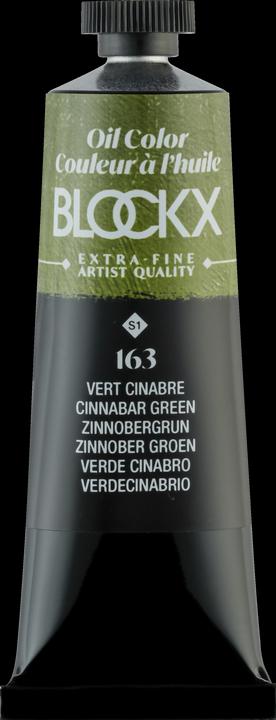 Oil Color
Couleur à l'huile
BLOCKX
EXTRA-FINE
ARTIST QUALITY
S1
163
VERT CINABRE
CINNABAR GREEN
ZINNOBERGRUN
ZINNOBER GROEN
VERDE CINABRO
VERDECINABRIO